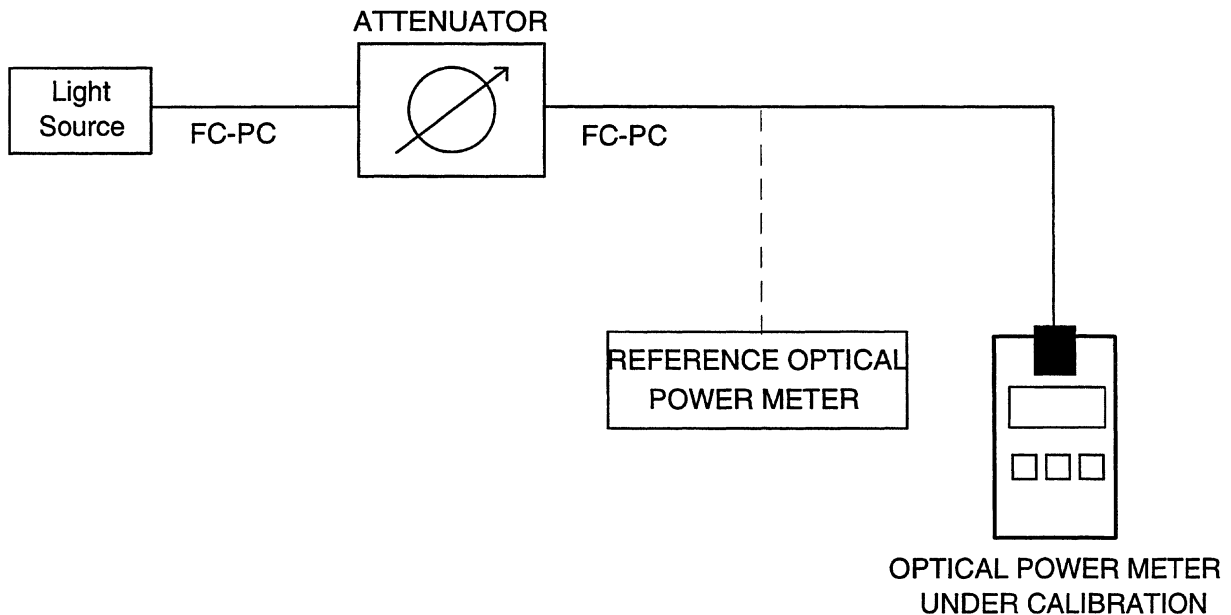 ATTENUATOR
Light
Source
FC-PC
FC-PC
REFERENCE OPTICAL
POWER METER
OPTICAL POWER METER
UNDER CALIBRATION